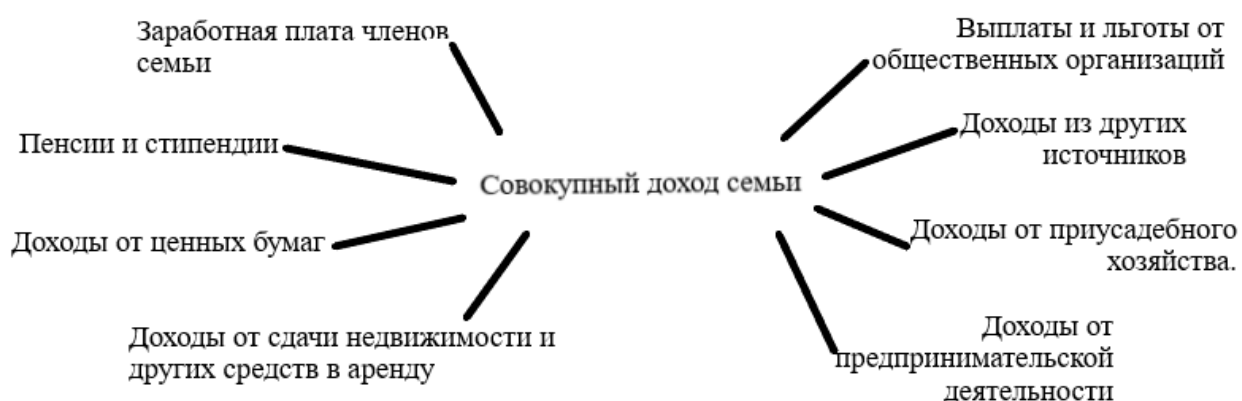 Заработная плата членов
семьи
Пенсии и стипендии
Доходы от ценных бумаг
Доходы от сдачи недвижимости и
других средств в аренду
Совокупный доход семьи
Выплаты и льготы от
общественных организаций
Доходы из других
источников
Доходы от приусадебного
хозяйства.
Доходы от
предпринимательской
деятельности